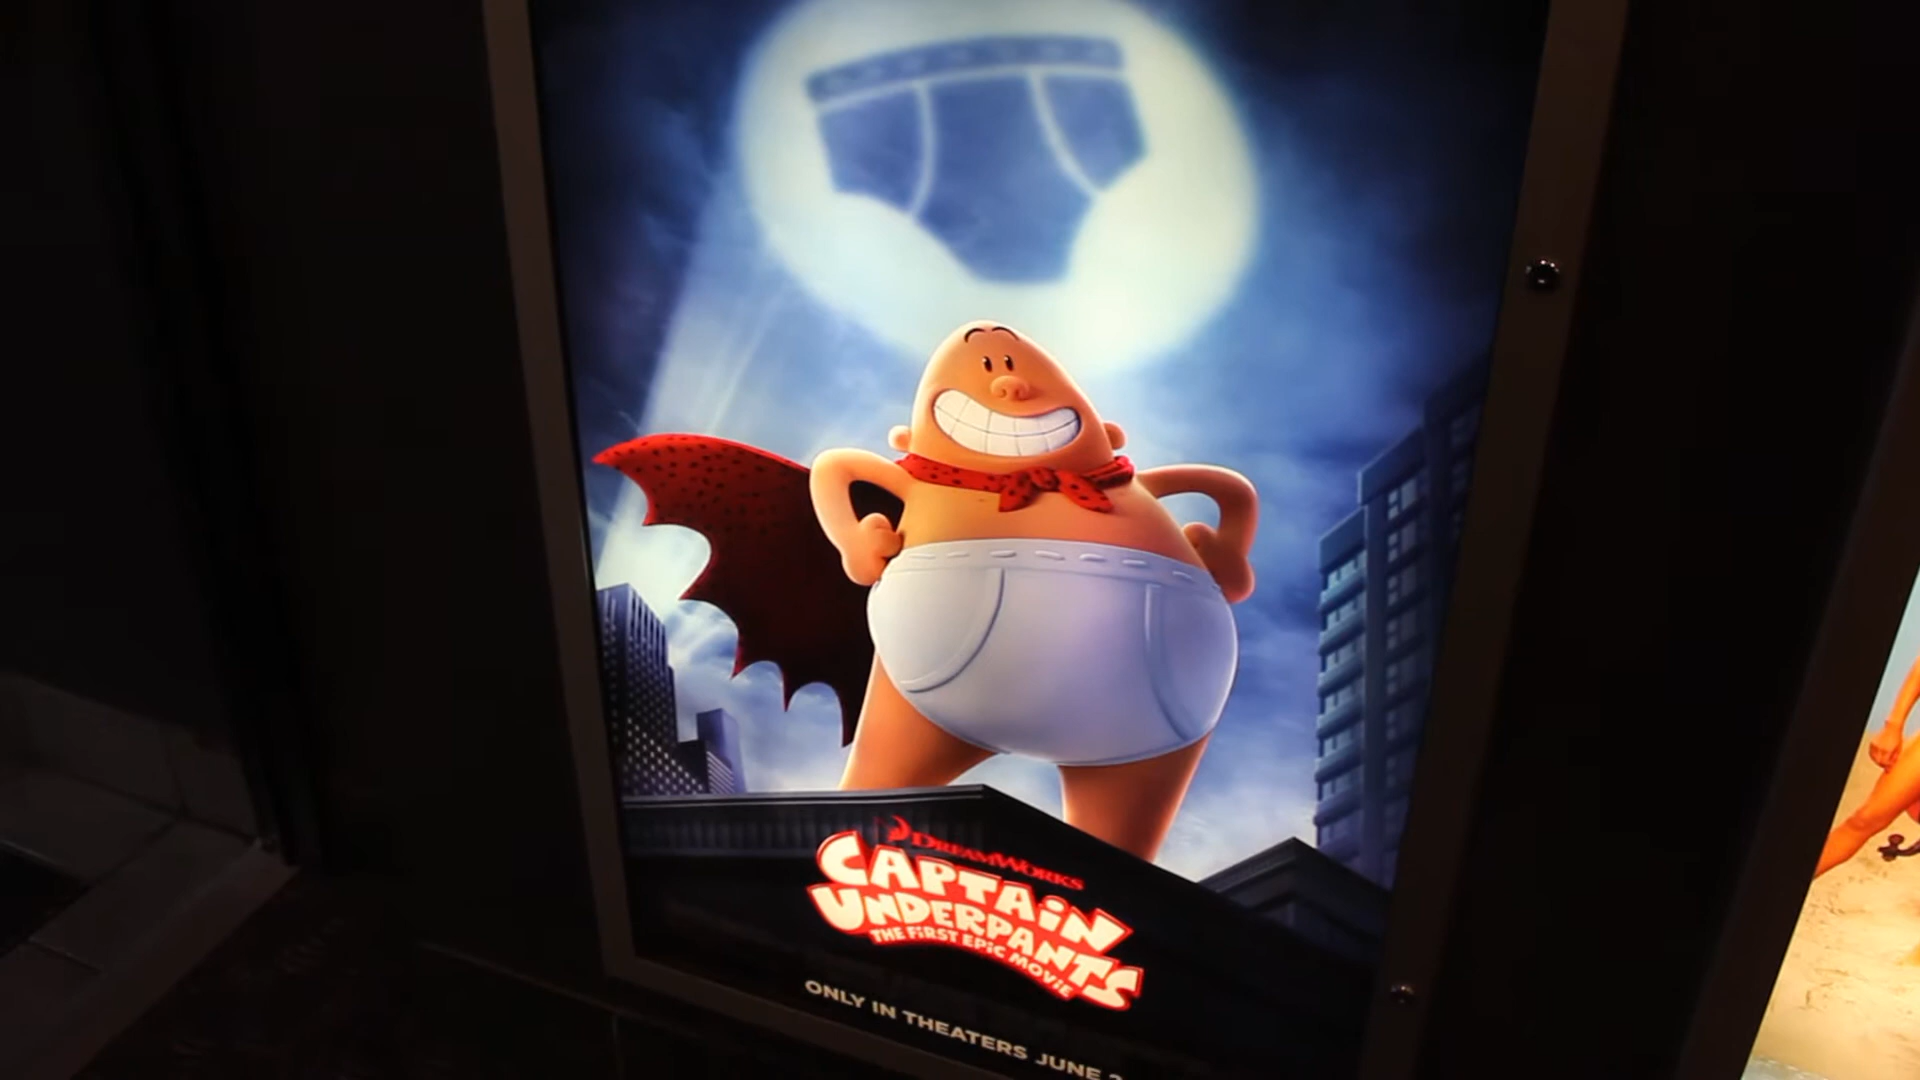 DREAMWORKS
CAPTAIN
UNDERPANTS
THE FIRST EPIC MOVIE
ONLY IN THEATERS JUNE